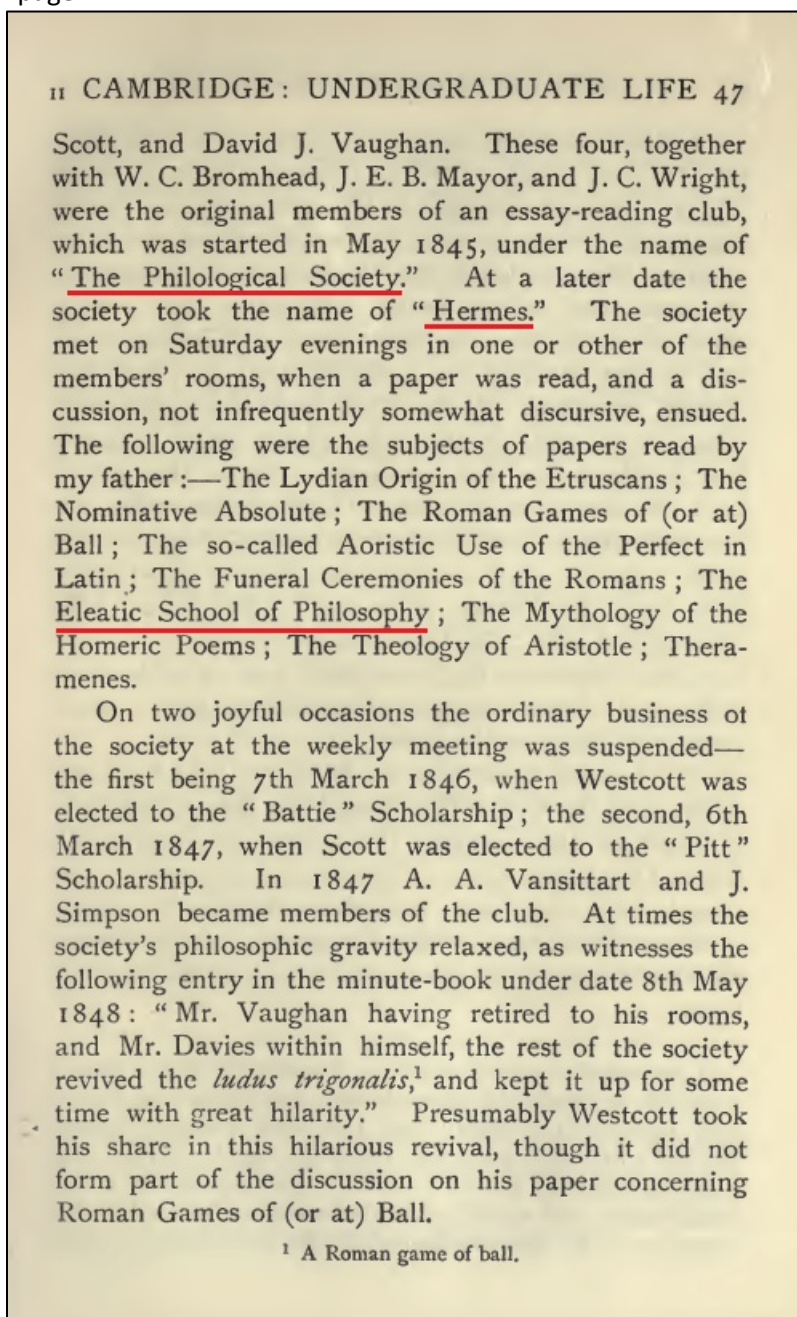 II CAMBRIDGE: UNDERGRADUATE LIFE 47
Scott, and David J. Vaughan. These four, together
with W. C. Bromhead, J. E. B. Mayor, and J. C. Wright,
were the original members of an essay-reading club,
which was started in May 1845, under the name of
“The Philological Society.” At a later date the
society took the name of “Hermes.” The society
met on Saturday evenings in one or other of the
members’ rooms, when a paper was read, and a dis-
cussion, not infrequently somewhat discursive, ensued.
The following were the subjects of papers read by
my father:—The Lydian Origin of the Etruscans; The
Nominative Absolute; The Roman Games of (or at)
Ball; The so-called Aoristic Use of the Perfect in
Latin; The Funeral Ceremonies of the Romans; The
Eleatic School of Philosophy; The Mythology of the
Homeric Poems; The Theology of Aristotle; Thera-
menes.
On two joyful occasions the ordinary business of
the society at the weekly meeting was suspended—
the first being 7th March 1846, when Westcott was
elected to the “Battie” Scholarship; the second, 6th
March 1847, when Scott was elected to the “Pitt”
Scholarship. In 1847 A. A. Vansittart and J.
Simpson became members of the club. At times the
society’s philosophic gravity relaxed, as witnesses the
following entry in the minute-book under date 8th May
1848: “Mr. Vaughan having retired to his rooms,
and Mr. Davies within himself, the rest of the society
revived the ludus trigonalis,¹ and kept it up for some
time with great hilarity.” Presumably Westcott took
his share in this hilarious revival, though it did not
form part of the discussion on his paper concerning
Roman Games of (or at) Ball.
¹ A Roman game of ball.